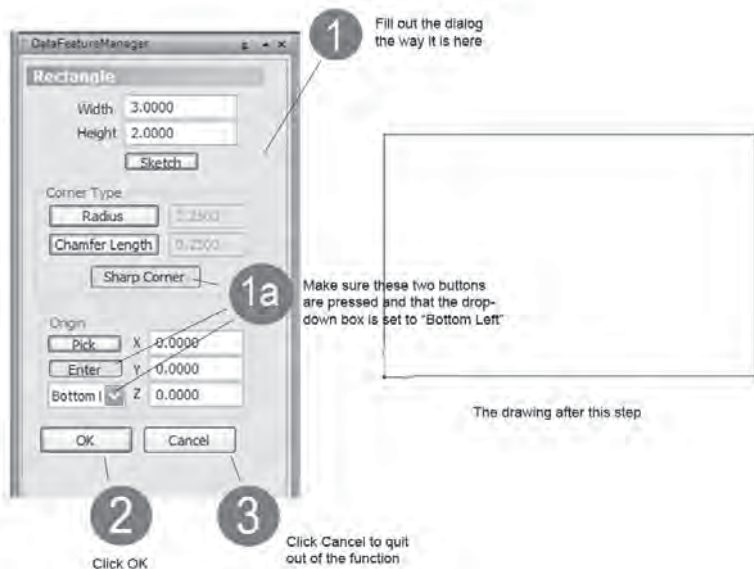 1
Fill out the dialog
the way it is here
DataFeatureManager
Rectangle
Width 3.0000
Height 2.0000
Sketch
Corner Type
Radius
Chamfer Length 0.2500
Sharp Corner
1a
Make sure these two buttons
are pressed and that the drop-
down box is set to “Bottom Left”
Origin
Pick X 0.0000
Enter Y 0.0000
Bottom l Z 0.0000
OK Cancel
The drawing after this step
2
Click OK
3
Click Cancel to quit
out of the function